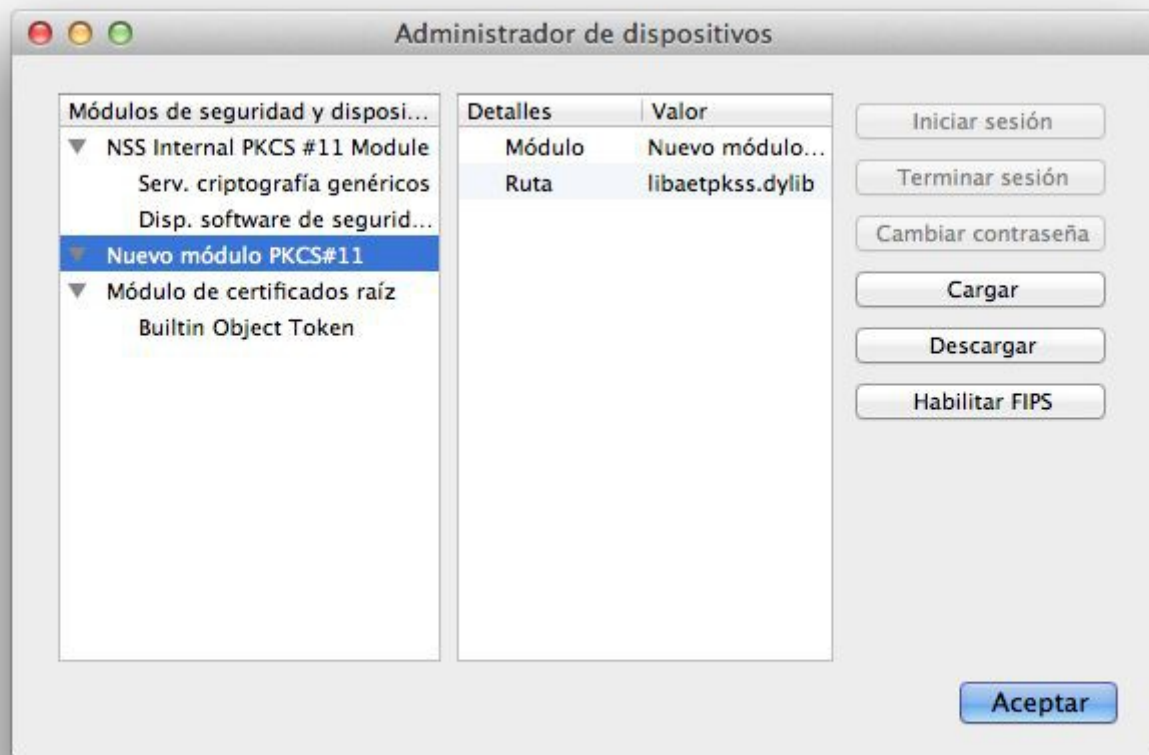 Administrador de dispositivos
Módulos de seguridad y disposi...
NSS Internal PKCS #11 Module
Serv. criptografía genéricos
Disp. software de segurid...
Nuevo módulo PKCS#11
Módulo de certificados raíz
Builtin Object Token
Detalles Valor
Módulo Nuevo módulo...
Ruta libaetpkss.dylib
Iniciar sesión
Terminar sesión
Cambiar contraseña
Cargar
Descargar
Habilitar FIPS
Aceptar